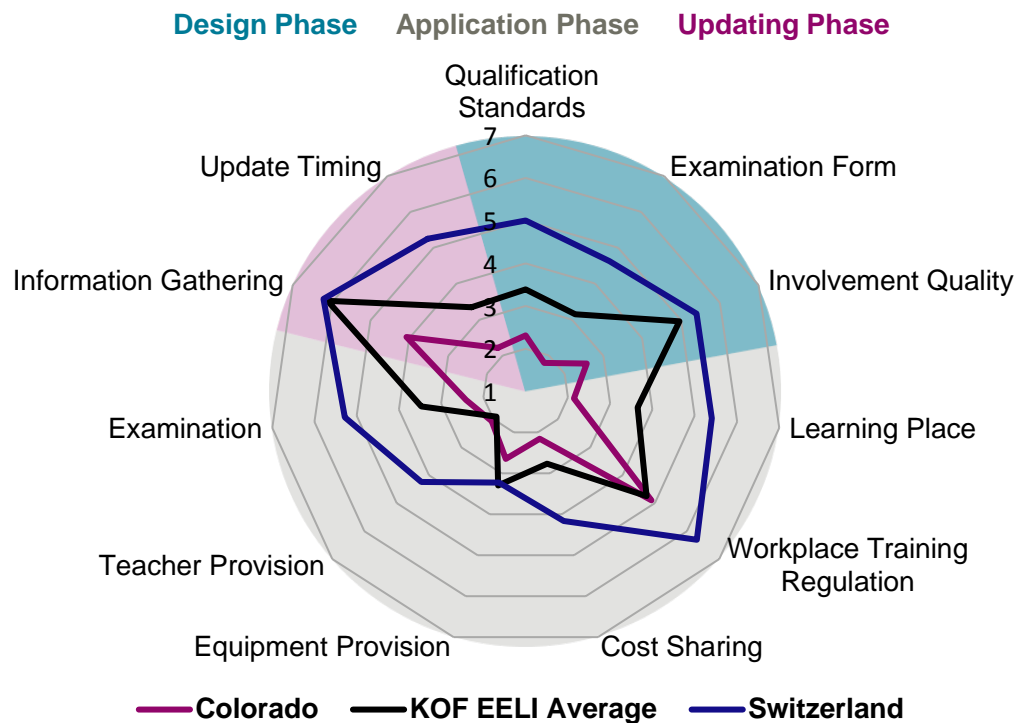 Design Phase Application Phase Updating Phase
Qualification
Standards
7
Update Timing
Examination Form
6
5
Information Gathering
Involvement Quality
4
3
2
1
Examination
Learning Place
Teacher Provision
Workplace Training
Regulation
Equipment Provision
Cost Sharing
Colorado KOF EELI Average Switzerland